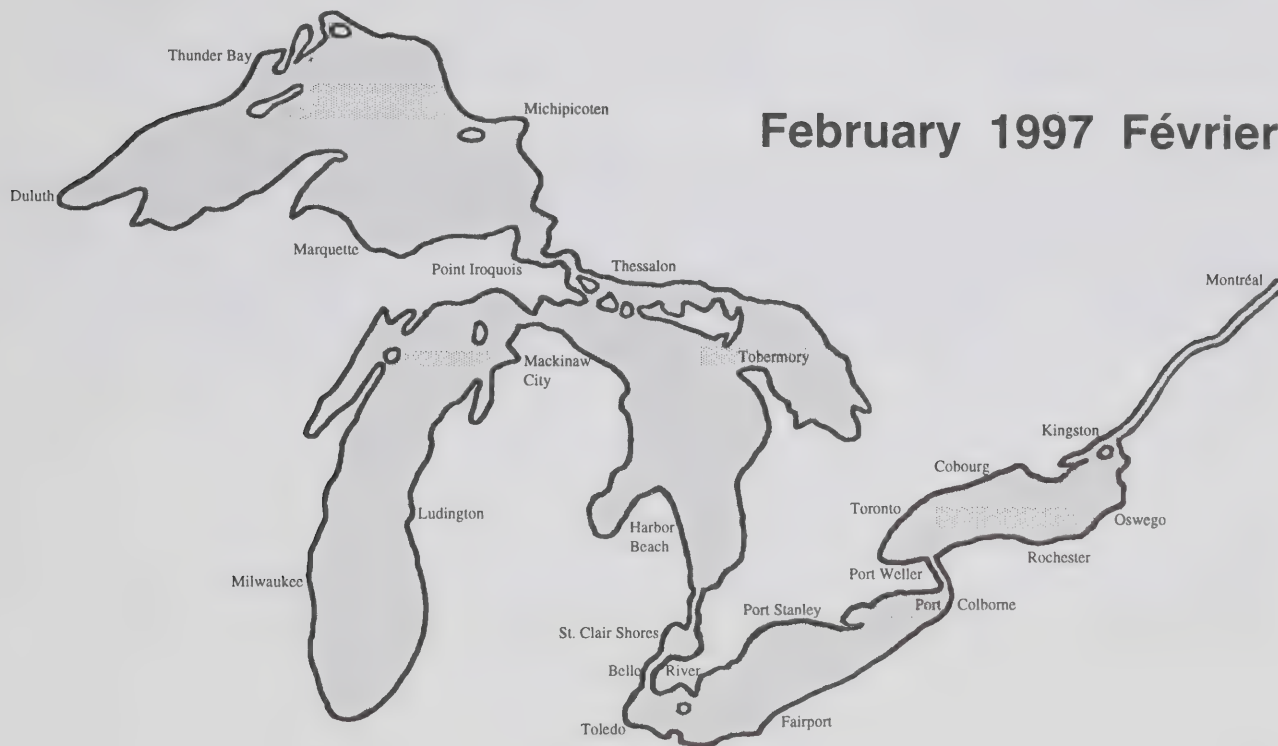 Thunder Bay
Michipicoten
February 1997 Février
Duluth
Marquette
Point Iroquois
Thessalon
Montréal
Mackinaw
City
Tobermory
Kingston
Cobourg
Ludington
Toronto
Oswego
Harbor
Beach
Rochester
Milwaukee
Port Weller
Port Colborne
Port Stanley
St. Clair Shores
Belle River
Toledo
Fairport